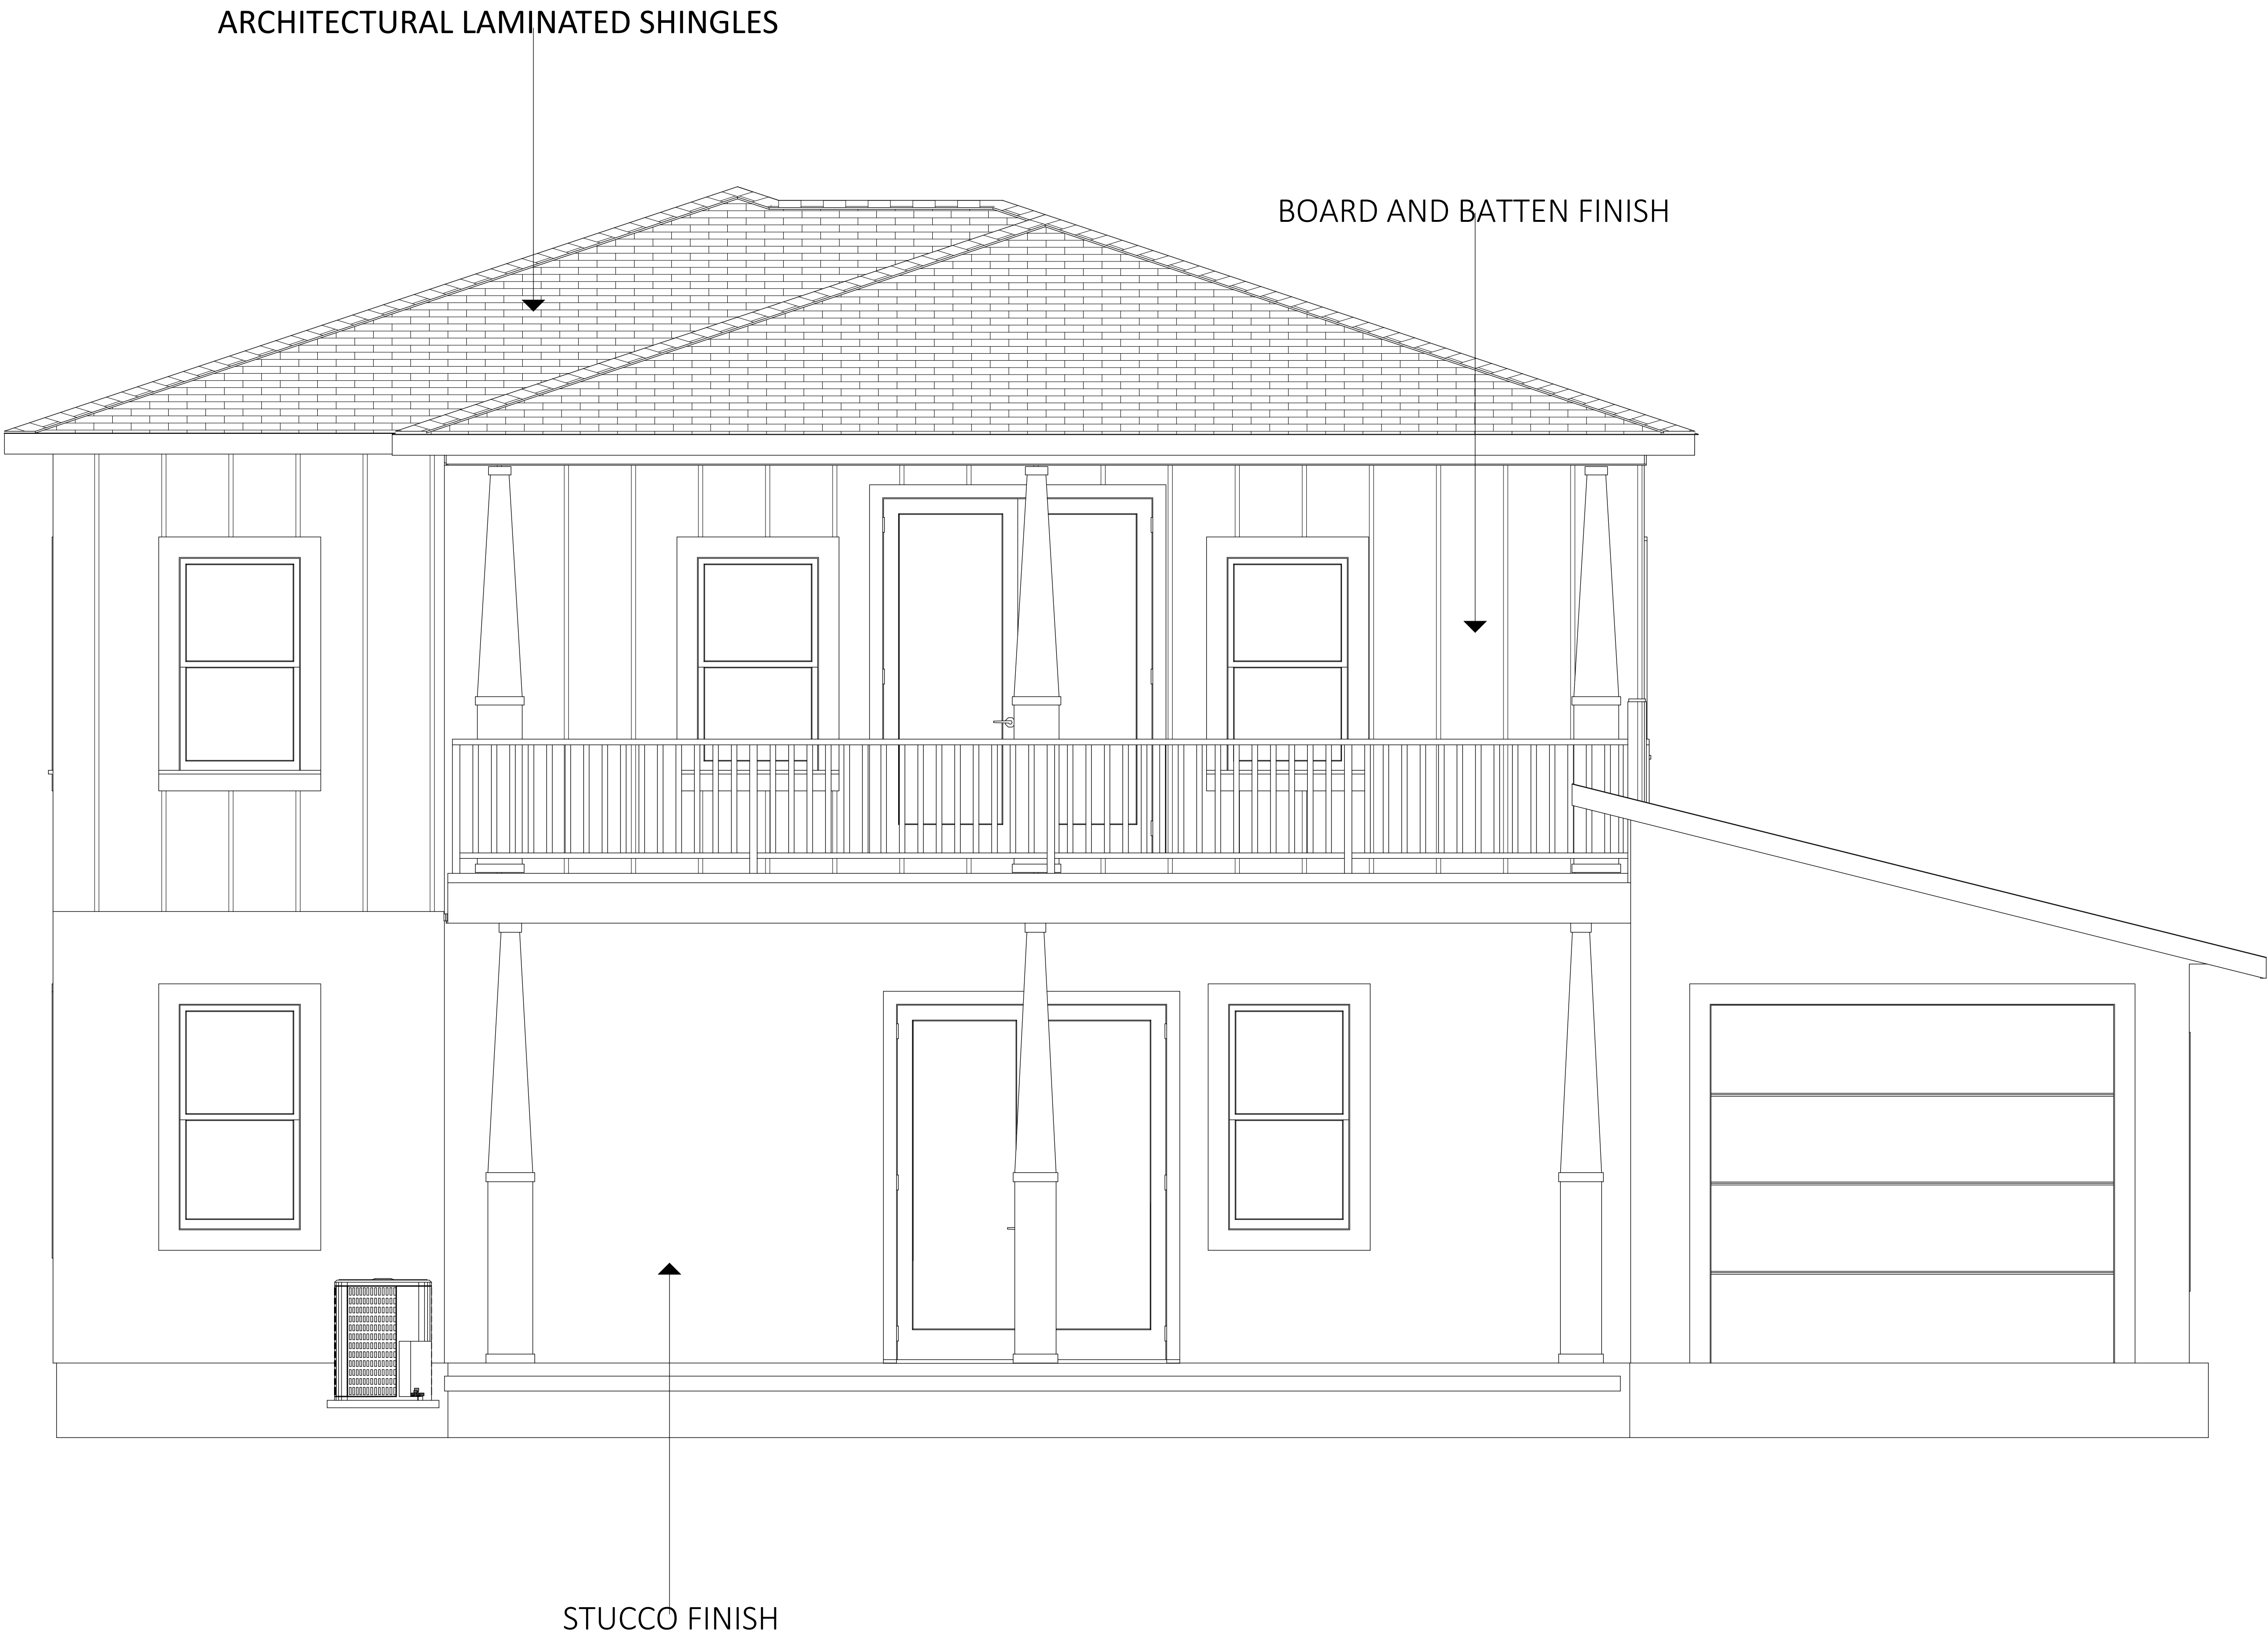 ARCHITECTURAL LAMINATED SHINGLES
BOARD AND BATTEN FINISH
STUCCO FINISH